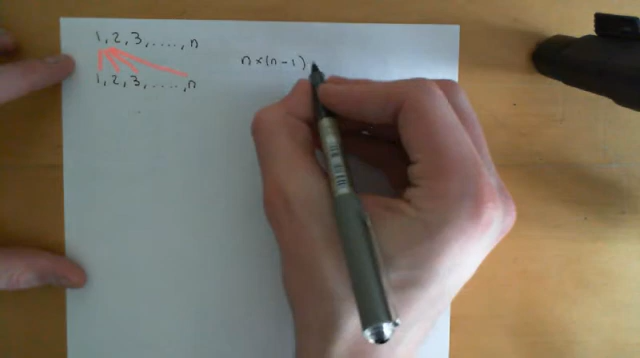 1, 2, 3, ....., n
n×(n-1)
1, 2, 3, ....., n